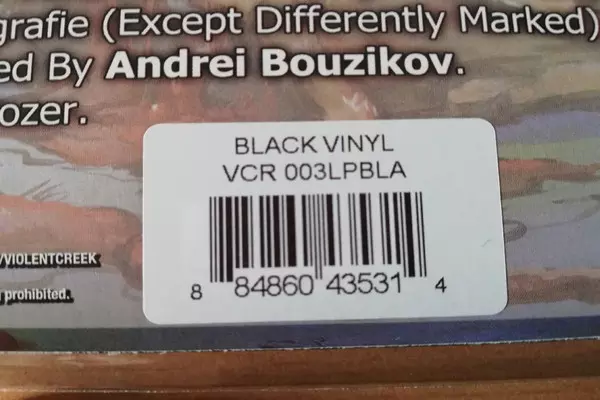 grafie (Except Differently Marked)
ed By Andrei Bouzikov.
ozer.
BLACK VINYL
VCR 003LPBLA
/VIOLENTCREEK
prohibited.
8 84860 43531 4